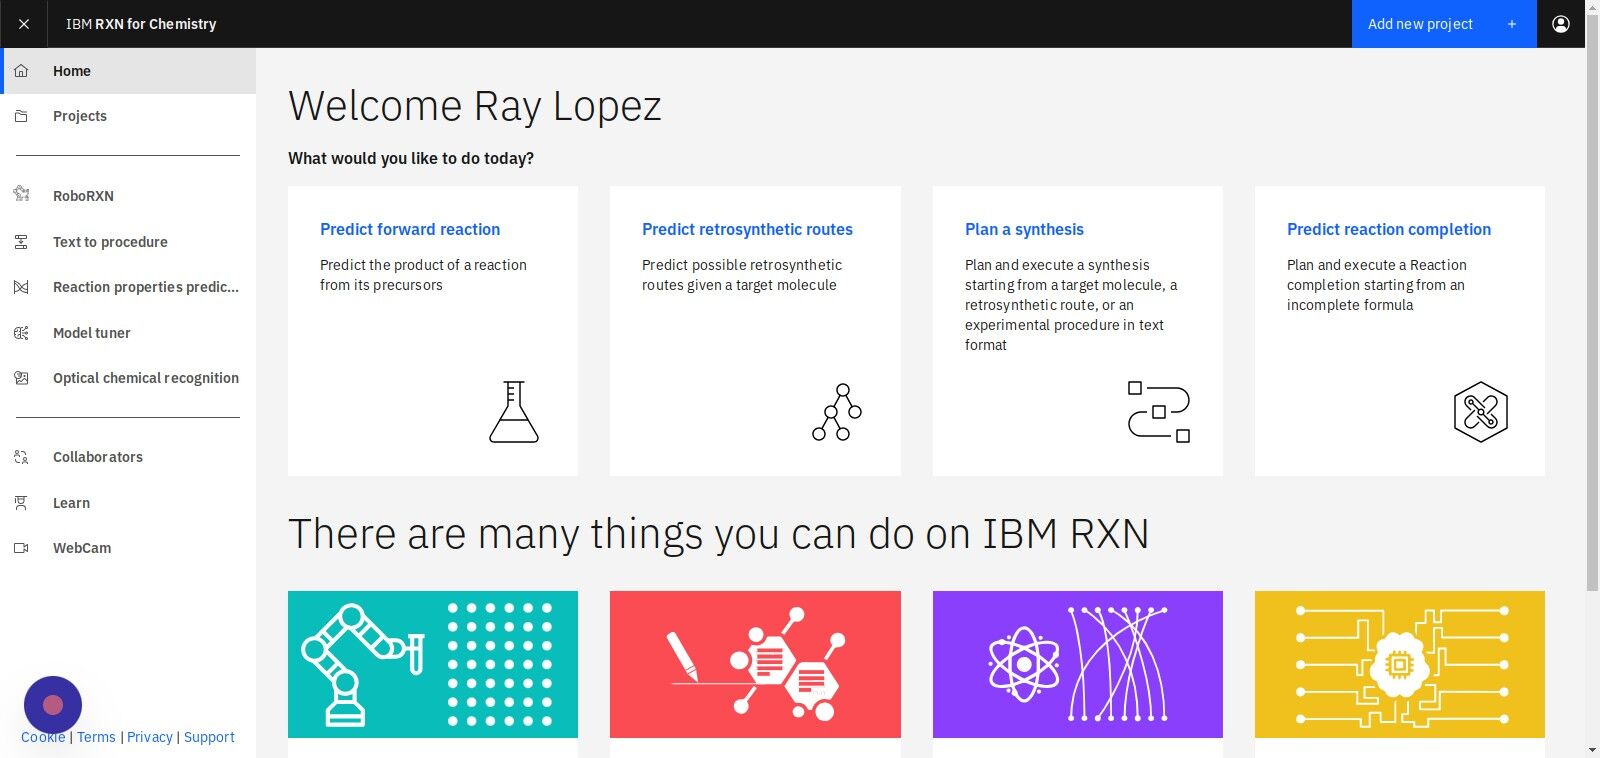 IBM RXN for Chemistry
Add new project
Home
Projects
RoboRXN
Text to procedure
Reaction properties predic...
Model tuner
Optical chemical recognition
Collaborators
Learn
WebCam
Cookie | Terms | Privacy | Support
Welcome Ray Lopez
What would you like to do today?
Predict forward reaction
Predict the product of a reaction
from its precursors
Predict retrosynthetic routes
Predict possible retrosynthetic
routes given a target molecule
Plan a synthesis
Plan and execute a synthesis
starting from a target molecule, a
retrosynthetic route, or an
experimental procedure in text
format
Predict reaction completion
Plan and execute a Reaction
completion starting from an
incomplete formula
There are many things you can do on IBM RXN